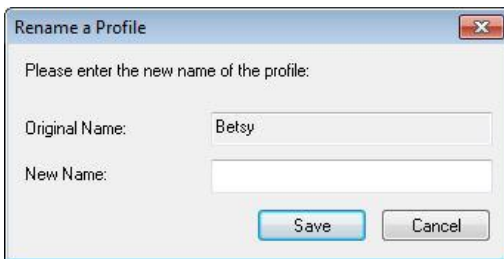 Rename a Profile
Please enter the new name of the profile:
Original Name: Betsy
New Name:
Save Cancel